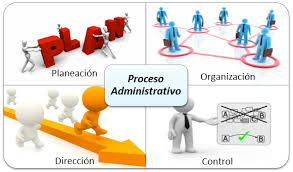 PLAN
Planeación
Organización
Proceso
Administrativo
Dirección
Control
A
B
A
B